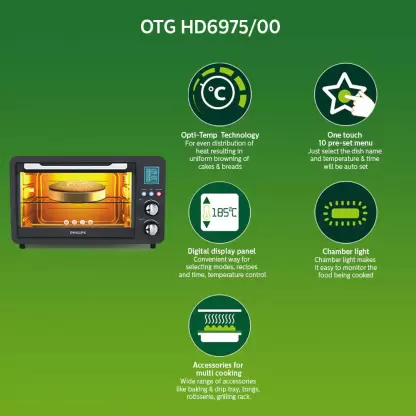 OTG HD6975/00
°C
Opti-Temp Technology
For even distribution of
heat resulting in
uniform browning of
cakes & breads
One touch
10 pre-set menu
Just select the dish name
and temperature & time
will be auto set
PHILIPS
185°C
Digital display panel
Convenient way for
selecting modes, recipes
and time, temperature control.
Chamber light
Chamber light makes
it easy to monitor the
food being cooked
Accessories for
multi cooking
Wide range of accessories
like baking & drip tray, tongs,
rotisserie, grilling rack.